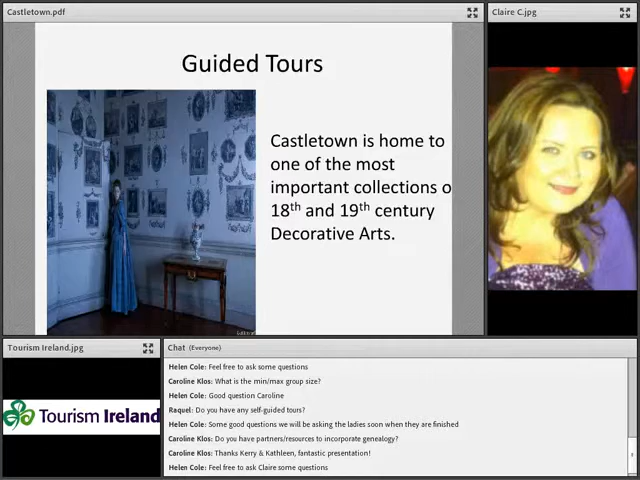 Castletown.pdf
Guided Tours
Castletown is home to
one of the most
important collections o
18th and 19th century
Decorative Arts.
Claire C.jpg
Tourism Ireland.jpg
Tourism Ireland
Chat (Everyone)
Helen Cole: Feel free to ask some questions
Caroline Klos: What is the min/max group size?
Helen Cole: Good question Caroline
Raquel: Do you have any self-guided tours?
Helen Cole: Some good questions we will be asking the ladies soon when they are finished
Caroline Klos: Do you have partners/resources to incorporate genealogy?
Caroline Klos: Thanks Kerry & Kathleen, fantastic presentation!
Helen Cole: Feel free to ask Claire some questions